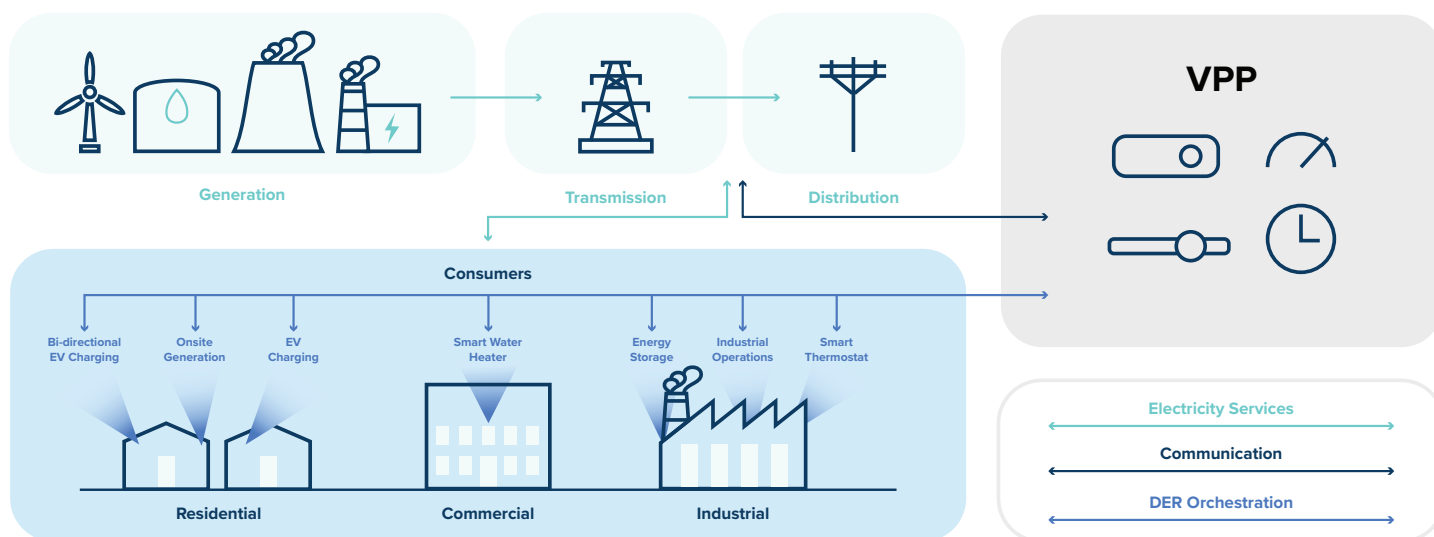 VPP
Generation
Transmission
Distribution
Consumers
Bi-directional
EV Charging
Onsite
Generation
EV
Charging
Smart Water
Heater
Energy
Storage
Industrial
Operations
Smart
Thermostat
Residential
Commercial
Industrial
Electricity Services
Communication
DER Orchestration